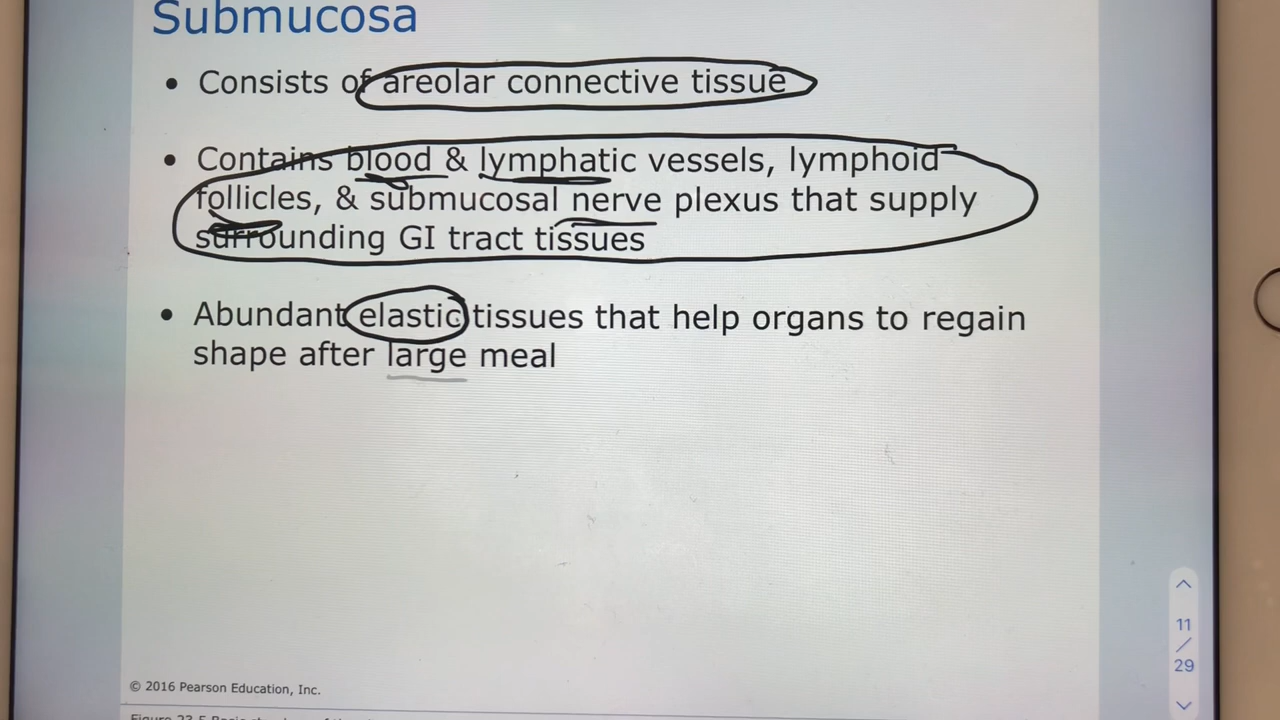 Submucosa
• Consists of areolar connective tissue
• Contains blood & lymphatic vessels, lymphoid
follicles, & submucosal nerve plexus that supply
surrounding GI tract tissues
• Abundant elastic tissues that help organs to regain
shape after large meal
11
/
29
© 2016 Pearson Education, Inc.